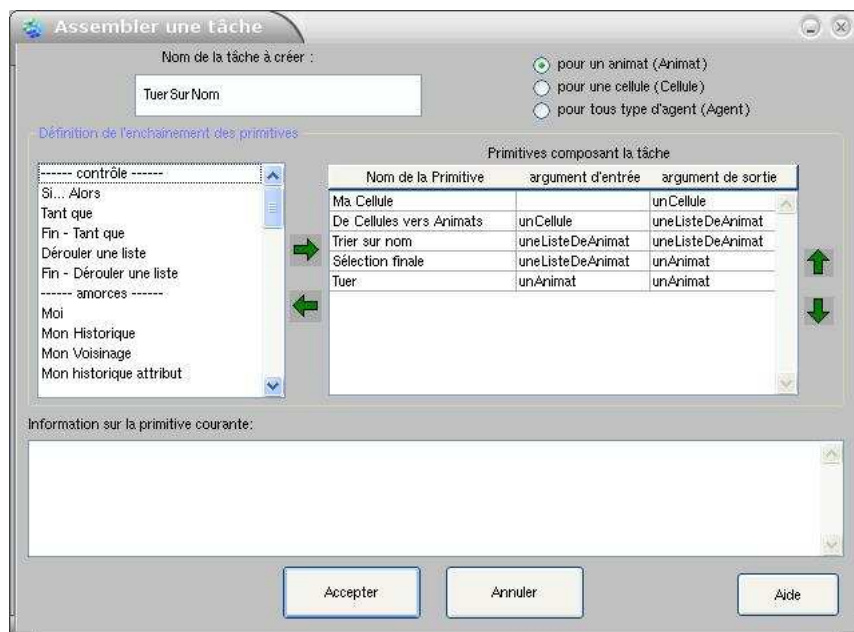 Assembler une tâche
Nom de la tâche à créer :
TuerSurNom
pour un animat (Animat)
pour une cellule (Cellule)
pour tous type d'agent (Agent)
Définition de l'enchainement des primitives
------ contrôle ------
Si... Alors
Tant que
Fin - Tant que
Dérouler une liste
Fin - Dérouler une liste
------ amorces ------
Moi
Mon Historique
Mon Voisinage
Mon historique attribut
Primitives composant la tâche
Nom de la Primitive argument d'entrée argument de sortie
Ma Cellule unCellule
De Cellules vers Animats unCellule uneListeDeAnimat
Trier sur nom uneListeDeAnimat uneListeDeAnimat
Sélection finale uneListeDeAnimat unAnimat
Tuer unAnimat unAnimat
Information sur la primitive courante:
Accepter Annuler Aide